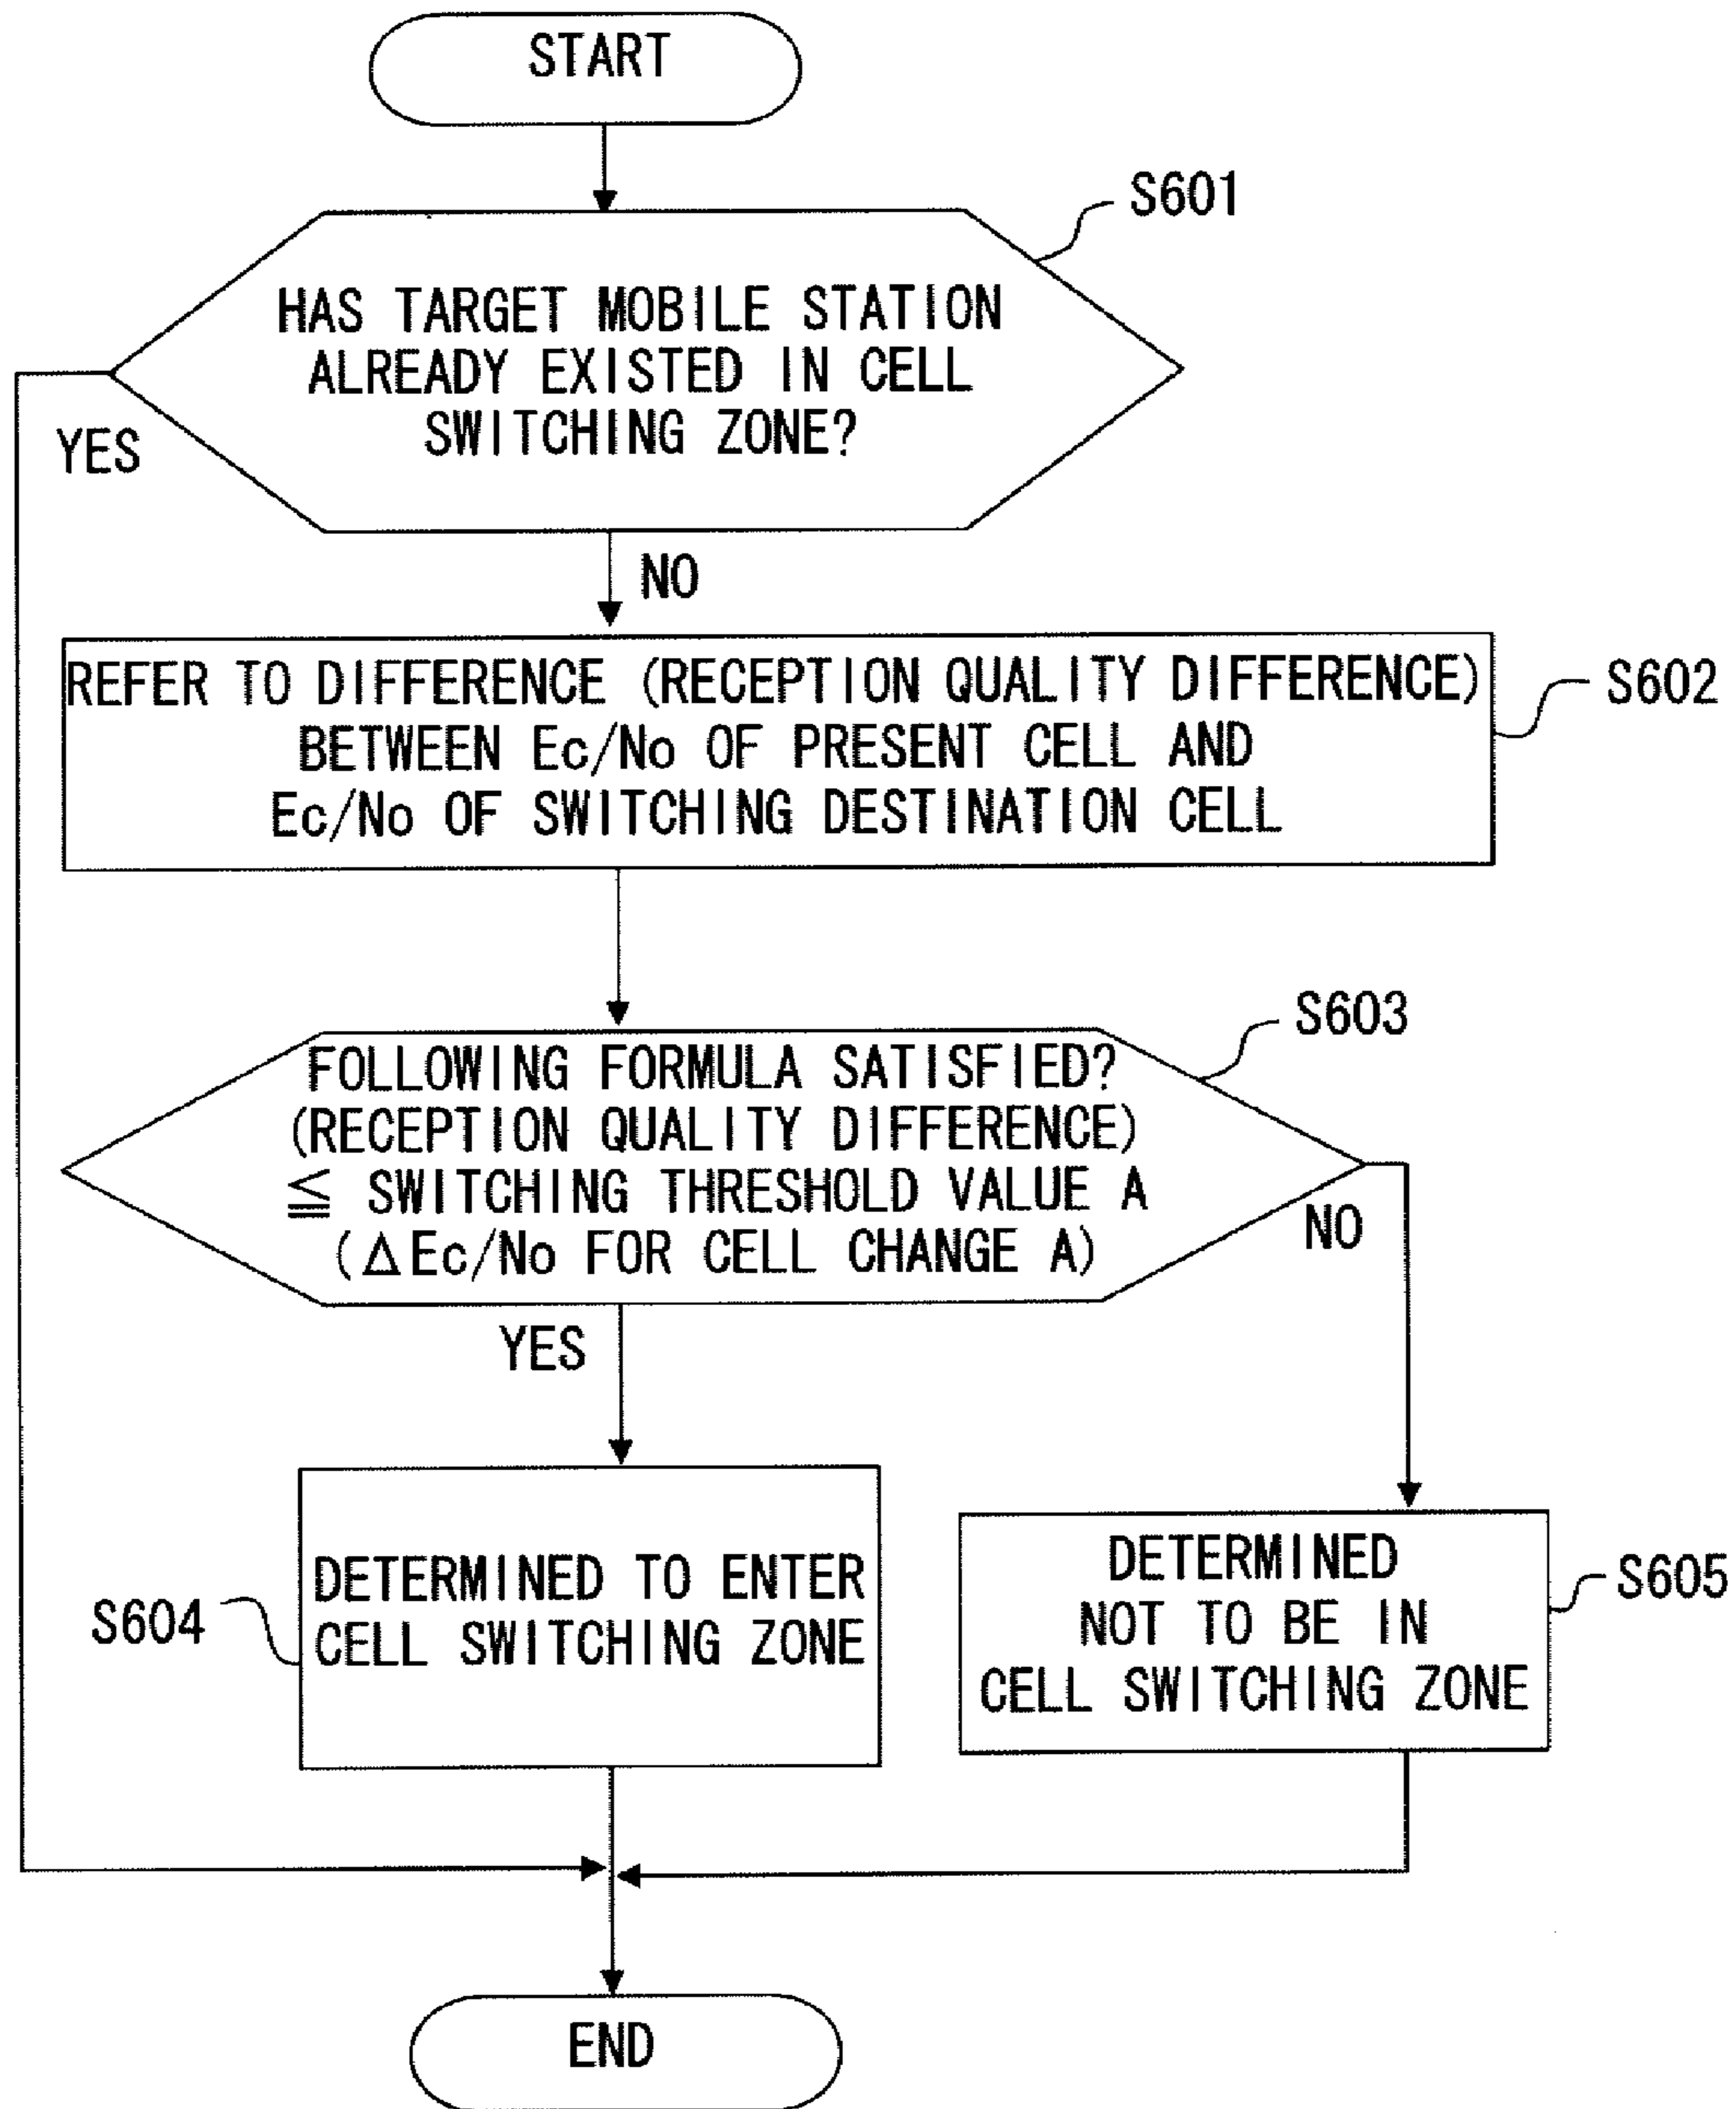 START
S601
HAS TARGET MOBILE STATION
ALREADY EXISTED IN CELL
SWITCHING ZONE?
YES
NO
REFER TO DIFFERENCE (RECEPTION QUALITY DIFFERENCE)
BETWEEN Ec/No OF PRESENT CELL AND
Ec/No OF SWITCHING DESTINATION CELL
S602
S603
FOLLOWING FORMULA SATISFIED?
(RECEPTION QUALITY DIFFERENCE)
≦ SWITCHING THRESHOLD VALUE A
(ΔEc/No FOR CELL CHANGE A)
NO
YES
DETERMINED TO ENTER
CELL SWITCHING ZONE
S604
DETERMINED
NOT TO BE IN
CELL SWITCHING ZONE
S605
END